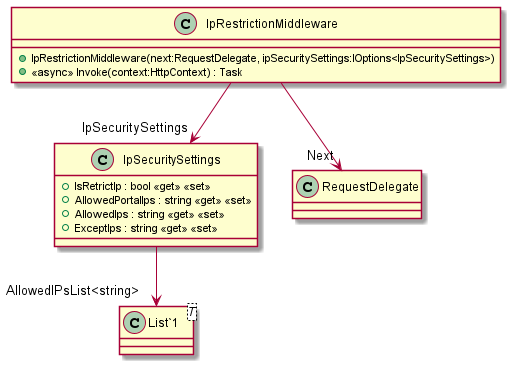 C IpRestrictionMiddleware
IpRestrictionMiddleware(next:RequestDelegate, ipSecuritySettings:IOptions<IpSecuritySettings>)
«async» Invoke(context:HttpContext) : Task
IpSecuritySettings
Next
C IpSecuritySettings
IsRetrictIp : bool «get» «set»
AllowedPortalIps : string «get» «set»
AllowedIps : string «get» «set»
ExceptIps : string «get» «set»
C RequestDelegate
AllowedIPsList<string>
C List`1
T